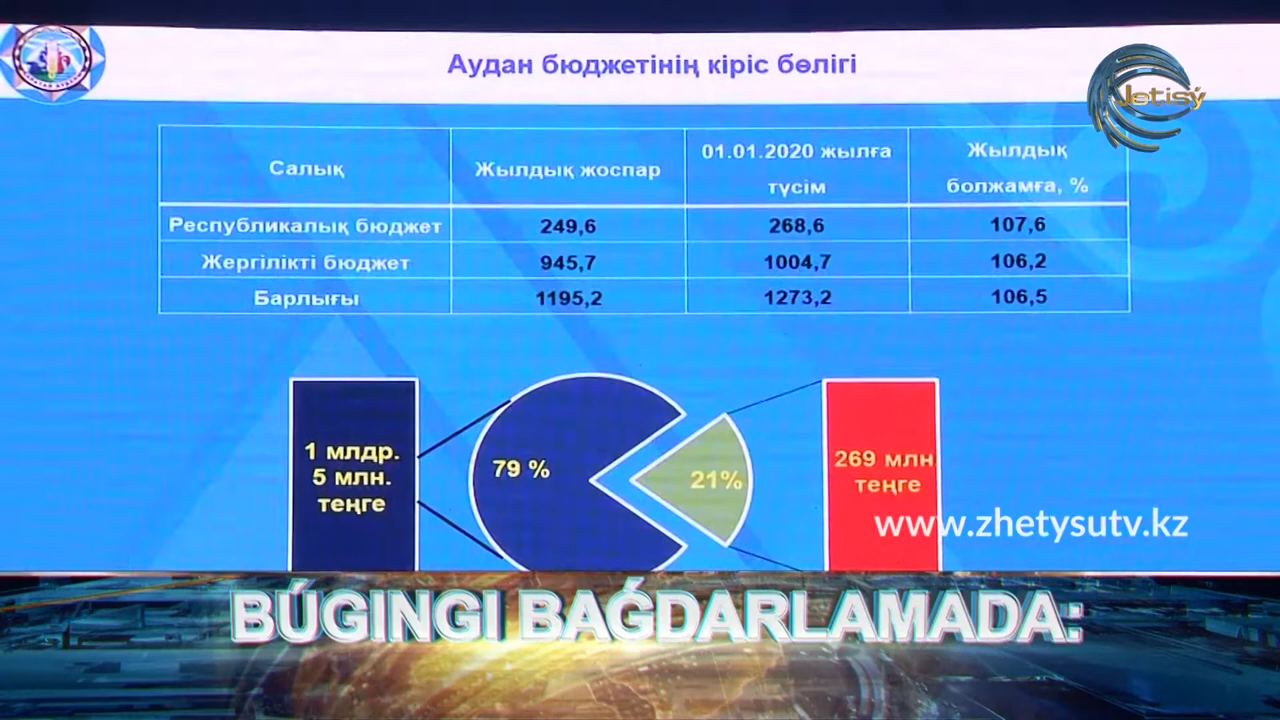 Аудан бюджетінің кіріс бөлігі
Jetisý
Салық Жылдық жоспар 01.01.2020 жылға түсім Жылдық болжамға, %
Республикалық бюджет 249,6 268,6 107,6
Жергілікті бюджет 945,7 1004,7 106,2
Барлығы 1195,2 1273,2 106,5
1 млдр.
5 млн.
теңге
79 %
21%
269 млн
теңге
www.zhetysutv.kz
BÚGINGI BAǴDARLAMADA: